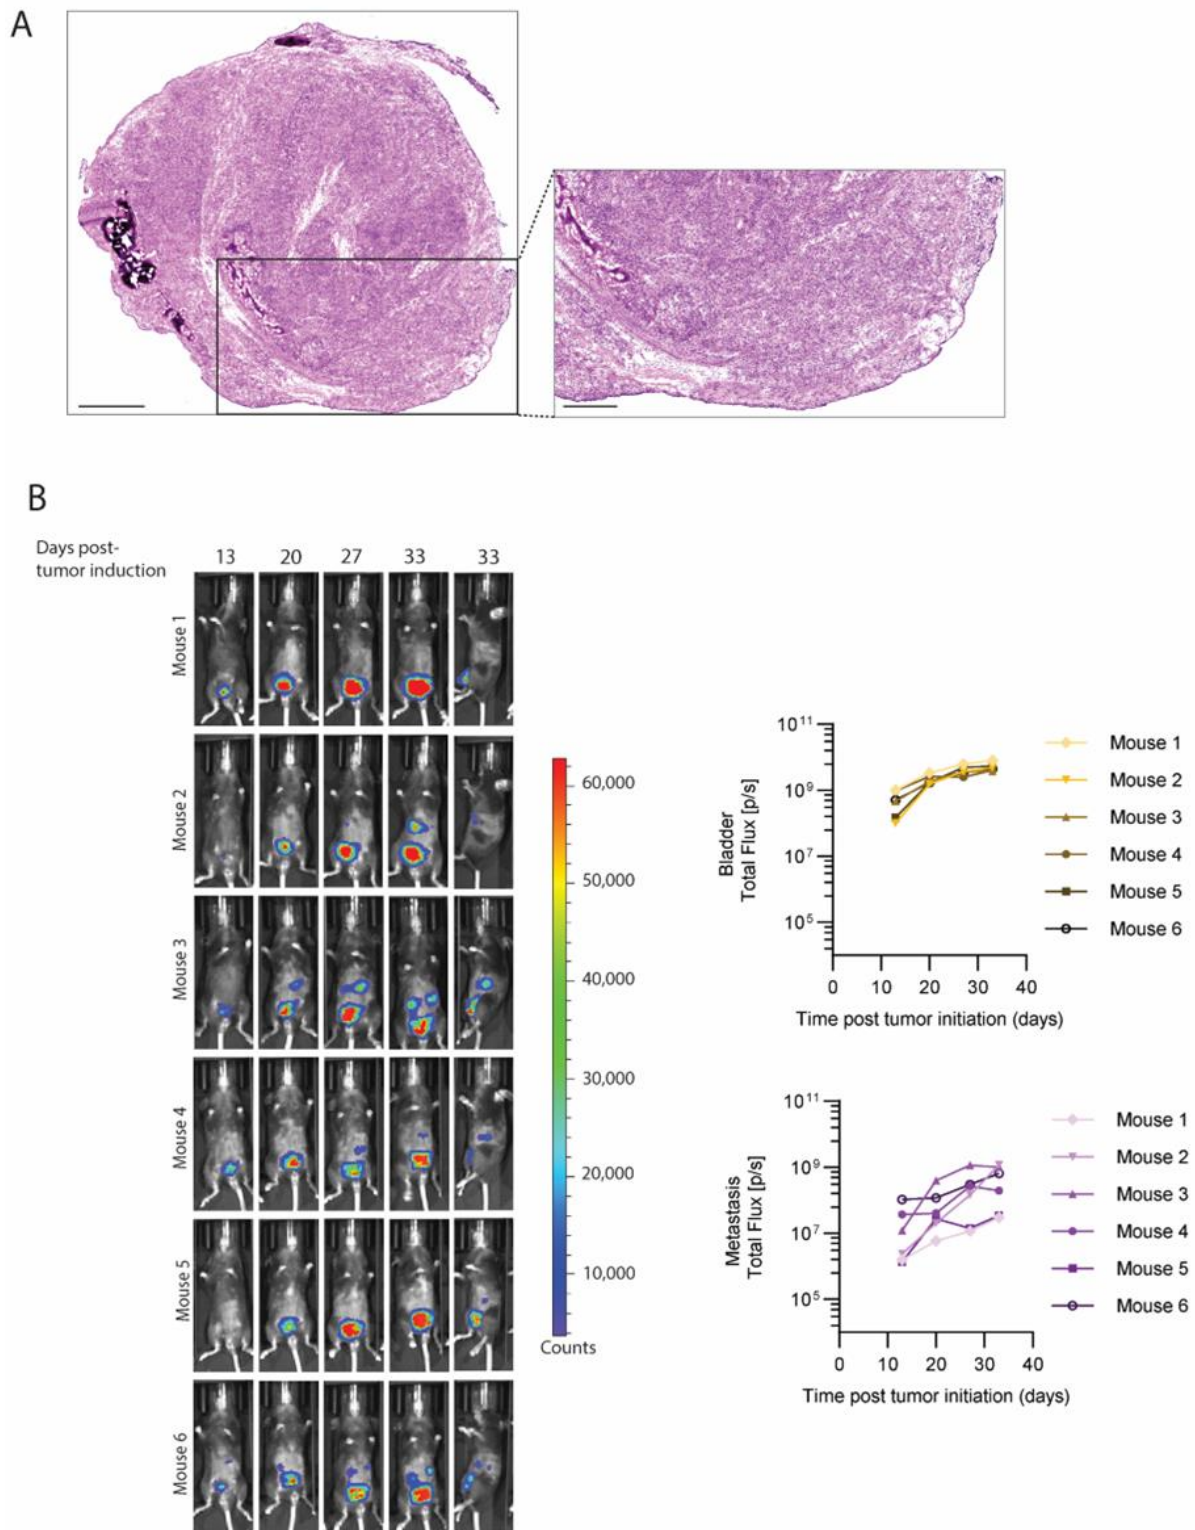 A
B
Days post-
tumor induction
13 20 27 33 33
Mouse 1
Mouse 2
Mouse 3
Mouse 4
Mouse 5
Mouse 6
60,000
50,000
40,000
30,000
20,000
10,000
Counts
Bladder
Total Flux [p/s]
10¹¹
10⁹
10⁷
10⁵
0 10 20 30 40
Time post tumor initiation (days)
Mouse 1
Mouse 2
Mouse 3
Mouse 4
Mouse 5
Mouse 6
Metastasis
Total Flux [p/s]
10¹¹
10⁹
10⁷
10⁵
0 10 20 30 40
Time post tumor initiation (days)
Mouse 1
Mouse 2
Mouse 3
Mouse 4
Mouse 5
Mouse 6